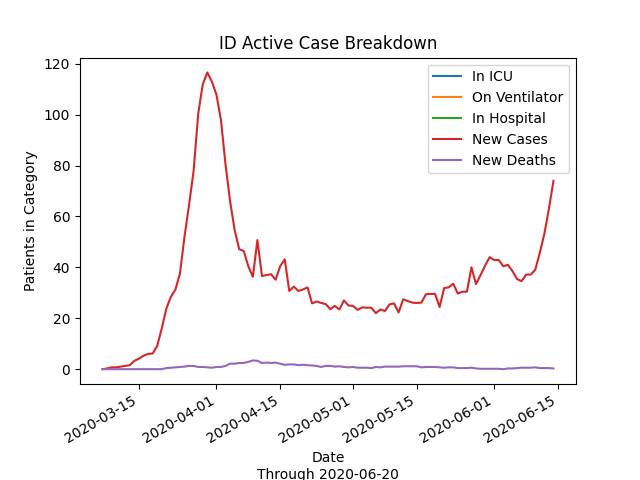 ID Active Case Breakdown
120
100
80
60
40
20
0
Patients in Category
In ICU
On Ventilator
In Hospital
New Cases
New Deaths
2020-03-15
2020-04-01
2020-04-15
2020-05-01
2020-05-15
2020-06-01
2020-06-15
Date
Through 2020-06-20